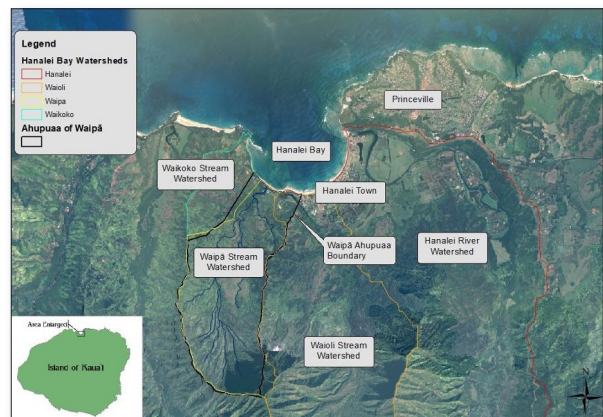 Legend
Hanalei Bay Watersheds
Hanalei
Waioli
Waipa
Waikoko
Ahupuaa of Waipā
Princeville
Hanalei Bay
Waikoko Stream
Watershed
Hanalei Town
Waipā Ahupuaa
Boundary
Hanalei River
Watershed
Waipā Stream
Watershed
Waioli Stream
Watershed
Area Enlarged
Island of Kaua'i
N